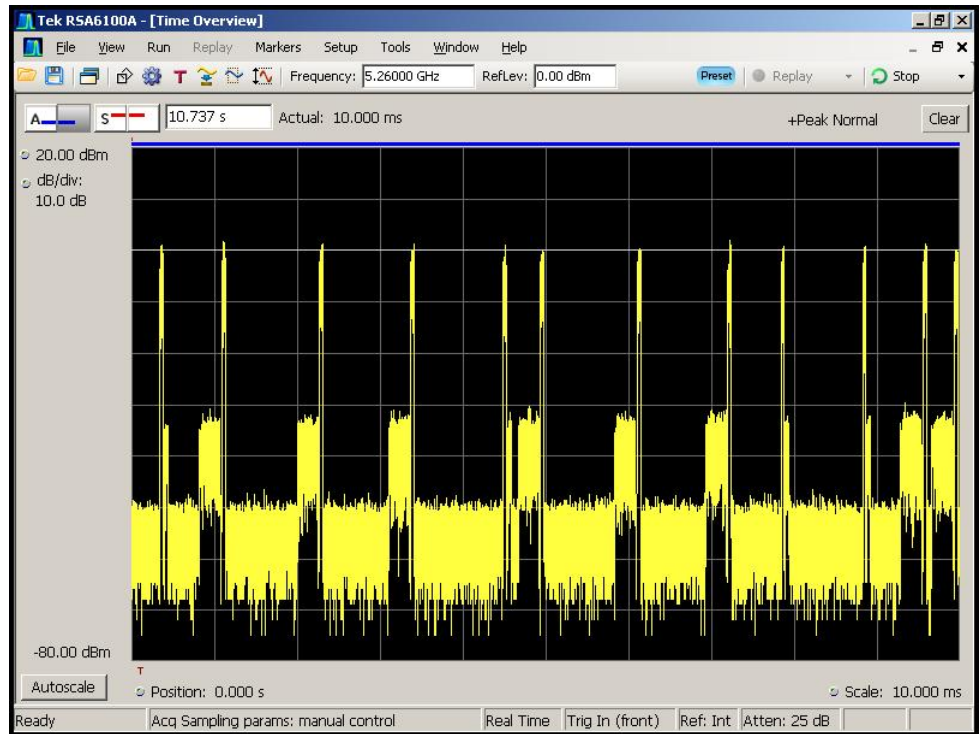 Tek RSA6100A - [Time Overview]
File View Run Replay Markers Setup Tools Window Help
T Frequency: 5.26000 GHz RefLev: 0.00 dBm Preset Replay Stop
A S 10.737 s Actual: 10.000 ms +Peak Normal Clear
20.00 dBm
dB/div:
10.0 dB
-80.00 dBm
T
Autoscale Position: 0.000 s Scale: 10.000 ms
Ready Acq Sampling params: manual control Real Time Trig In (front) Ref: Int Atten: 25 dB